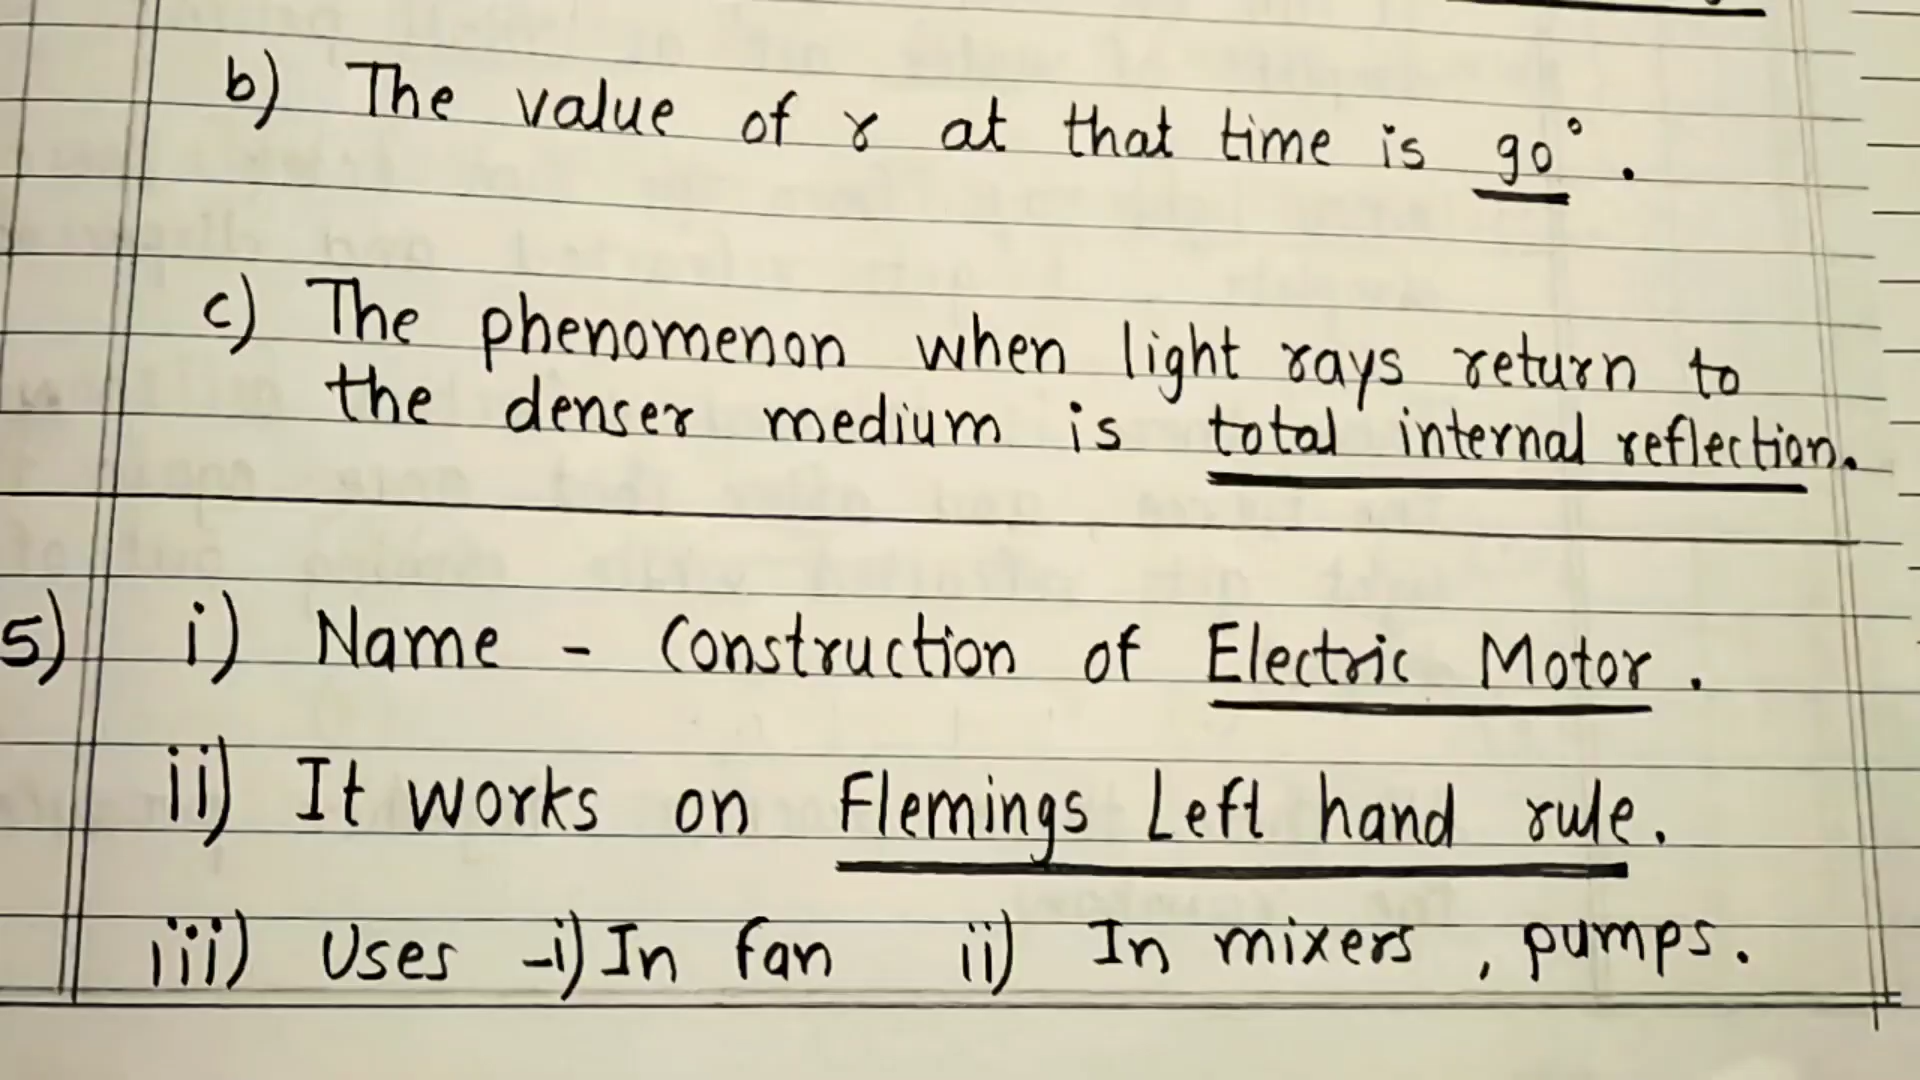 b) The value of r at that time is 90°.
c) The phenomenon when light rays return to
the denser medium is total internal reflection.
5) i) Name - Construction of Electric Motor.
ii) It works on Flemings Left hand rule.
iii) Uses -i) In fan ii) In mixers, pumps.